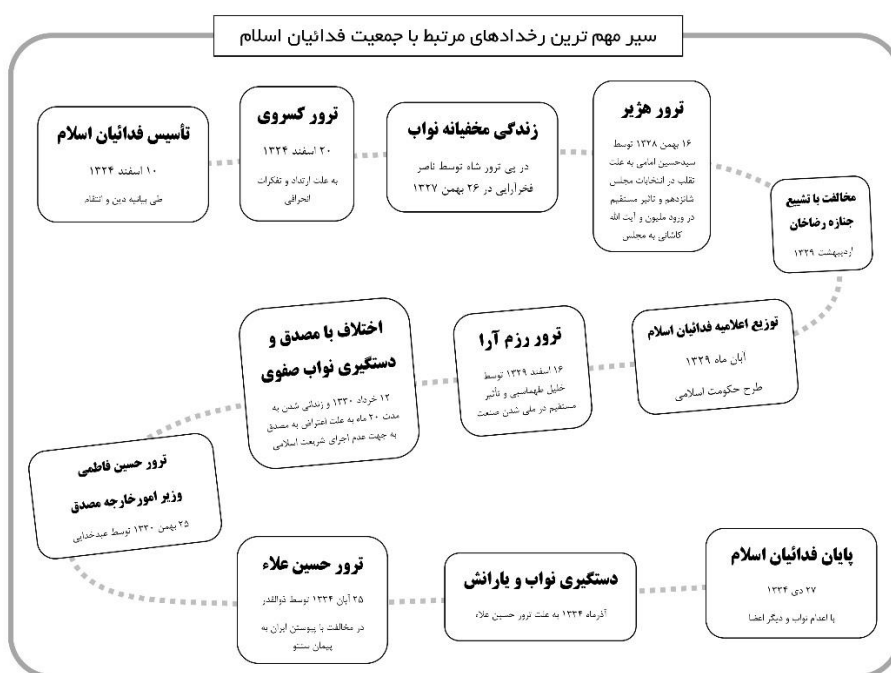 سیر مهم ترین رخدادهای مرتبط با جمعیت فدائیان اسلام
تأسیس فدائیان اسلام
۱۰ اسفند ۱۳۲۴
طی بیانیه دین و انتقام
ترور کسروی
۲۰ اسفند ۱۳۲۴
به علت ارتداد و تفکرات
انحرافی
زندگی مخفیانه نواب
در پی ترور شاه توسط ناصر
فخرآرایی در ۲۶ بهمن ۱۳۲۷
ترور هژیر
۱۶ بهمن ۱۳۲۸ توسط
سیدحسین امامی به علت
تقلب در انتخابات مجلس
شانزدهم و تاثیر مستقیم
در ورود ملیون و آیت الله
کاشانی به مجلس
مخالفت با تشییع
جنازه رضاخان
اردیبهشت ۱۳۲۹
توزیع اعلامیه فدائیان اسلام
آبان ماه ۱۳۲۹
طرح حکومت اسلامی
ترور رزم آرا
۱۶ اسفند ۱۳۲۹ توسط
خلیل طهماسبی و تأثیر
مستقیم در ملی شدن صنعت
اختلاف با مصدق و
دستگیری نواب صفوی
۱۲ خرداد ۱۳۳۰ و زندانی شدن به
مدت ۲۰ ماه به علت اعتراض به مصدق
به جهت عدم اجرای شریعت اسلامی
ترور حسین فاطمی
وزیر امورخارجه مصدق
۲۵ بهمن ۱۳۳۰ توسط عبدخدایی
ترور حسین علاء
۲۵ آبان ۱۳۳۴ توسط ذوالقدر
در مخالفت با پیوستن ایران به
پیمان سنتو
دستگیری نواب و یارانش
آذرماه ۱۳۳۴ به علت ترور حسین علاء
پایان فدائیان اسلام
۲۷ دی ۱۳۳۴
با اعدام نواب و دیگر اعضا